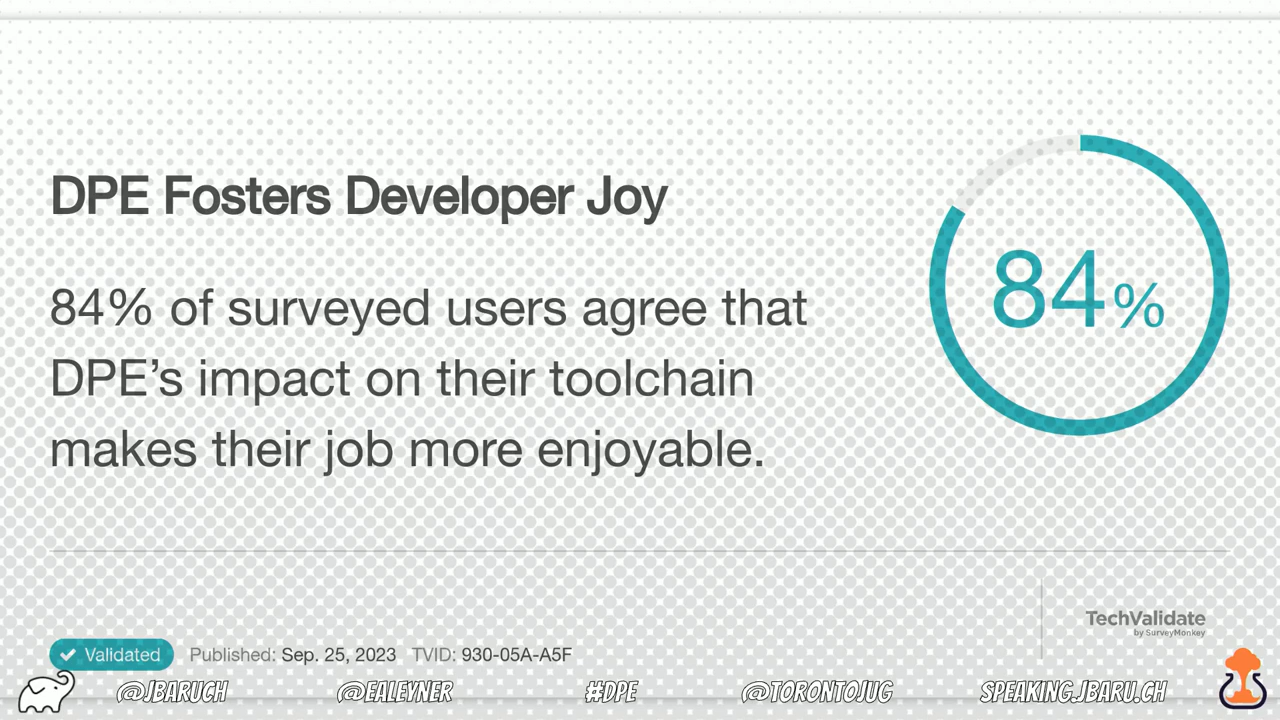 DPE Fosters Developer Joy
84% of surveyed users agree that
DPE’s impact on their toolchain
makes their job more enjoyable.
84%
TechValidate
by SurveyMonkey
Validated Published: Sep. 25, 2023 TVID: 930-05A-A5F
@JBARUCH @EALEYNER #DPE @TORONTOJUG SPEAKING.JBARU.CH